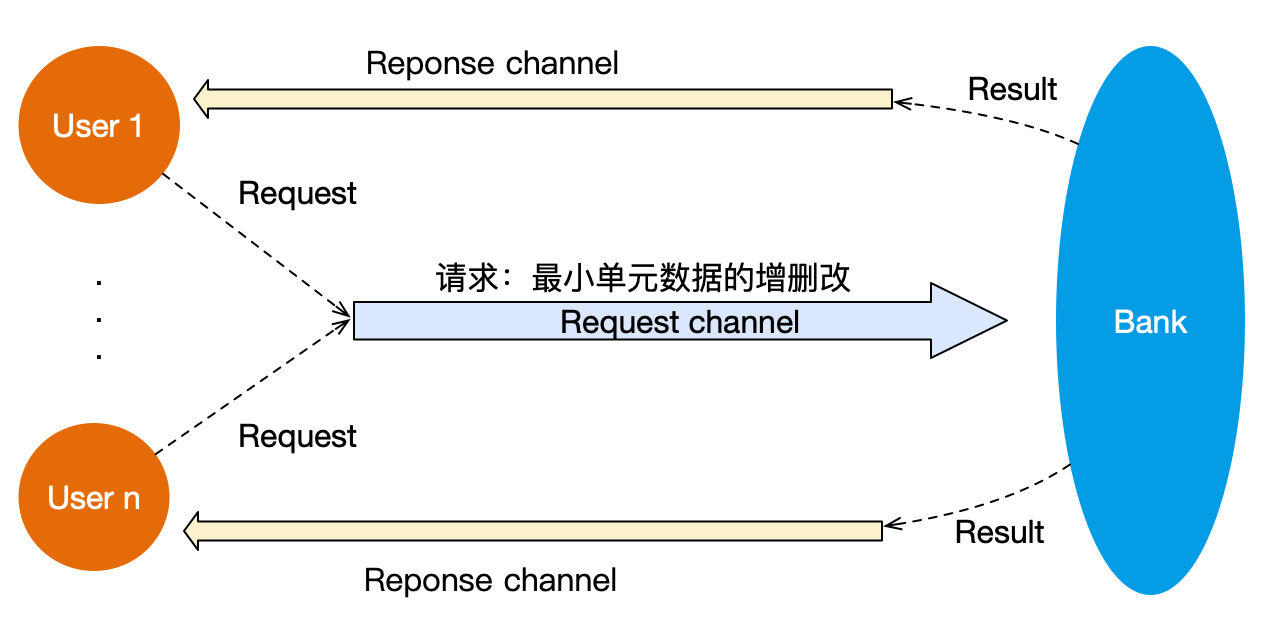 Reponse channel
Result
User 1
Request
请求：最小单元数据的增删改
Request channel
Bank
Request
User n
Result
Reponse channel